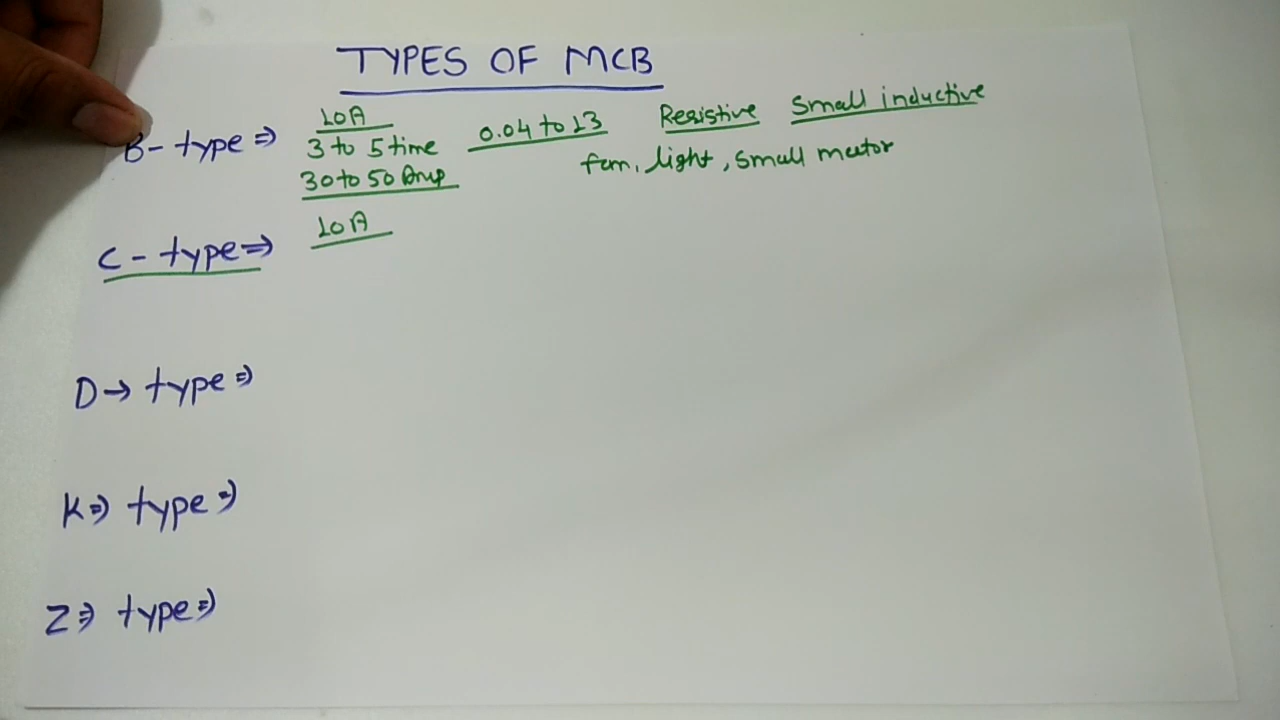 TYPES OF MCB
B- type ⇒ 10A
3 to 5 time 0.04 to 13 Resistive Small inductive
30 to 50 Amp fam, light, small motor
C - type ⇒ 10A
D → type ⇒
K ⇒ type ⇒
Z ⇒ type ⇒